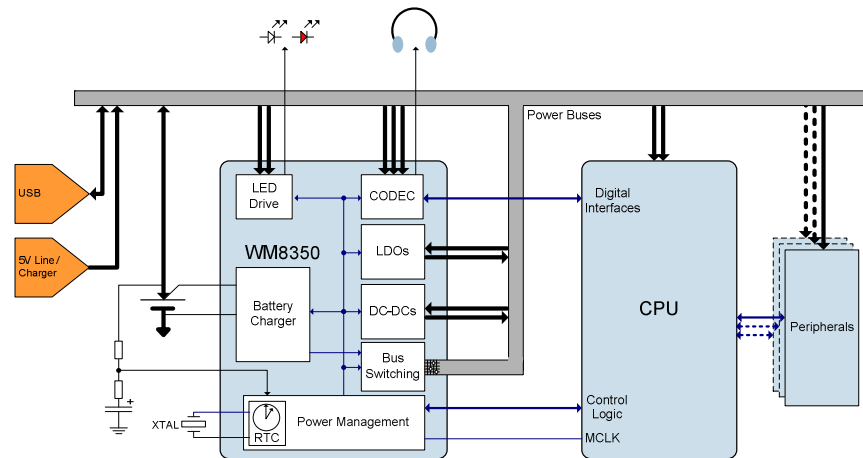 Power Buses
USB
5V Line /
Charger
LED
Drive
CODEC
WM8350
LDOs
Battery
Charger
DC-DCs
Bus
Switching
XTAL
RTC
Power Management
Digital
Interfaces
CPU
Control
Logic
MCLK
Peripherals
+